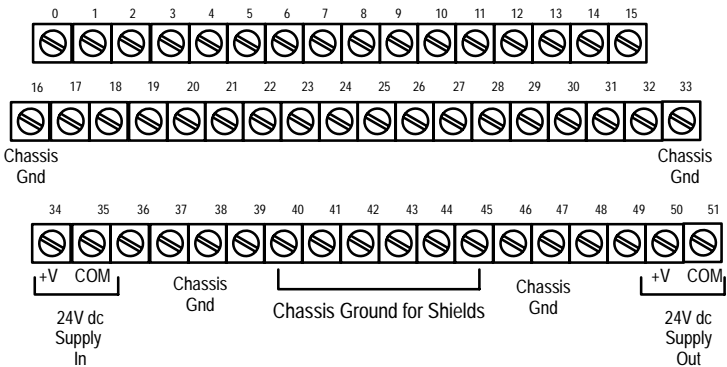 0 1 2 3 4 5 6 7 8 9 10 11 12 13 14 15
16 17 18 19 20 21 22 23 24 25 26 27 28 29 30 31 32 33
Chassis
Gnd
Chassis
Gnd
34 35 36 37 38 39 40 41 42 43 44 45 46 47 48 49 50 51
+V COM
24V dc
Supply
In
Chassis
Gnd
Chassis Ground for Shields
Chassis
Gnd
+V COM
24V dc
Supply
Out